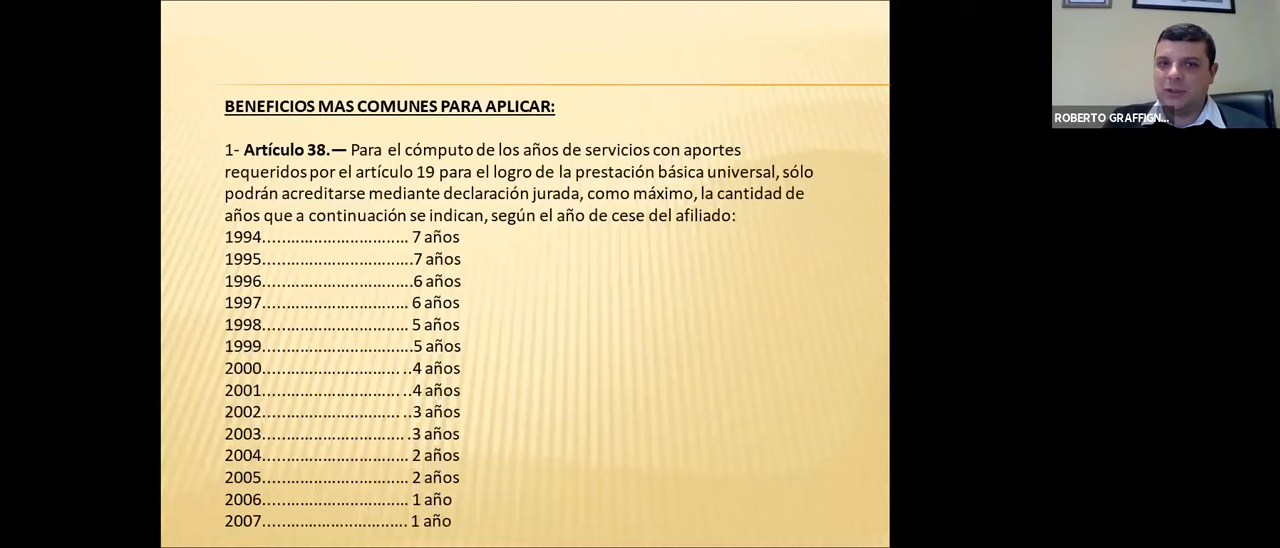 BENEFICIOS MAS COMUNES PARA APLICAR:
1- Artículo 38.— Para el cómputo de los años de servicios con aportes
requeridos por el artículo 19 para el logro de la prestación básica universal, sólo
podrán acreditarse mediante declaración jurada, como máximo, la cantidad de
años que a continuación se indican, según el año de cese del afiliado:
1994.................................. 7 años
1995...................................7 años
1996...................................6 años
1997.................................. 6 años
1998.................................. 5 años
1999...................................5 años
2000................................ ..4 años
2001................................ ..4 años
2002................................ ..3 años
2003................................. .3 años
2004.................................. 2 años
2005.................................. 2 años
2006.................................. 1 año
2007.................................. 1 año
ROBERTO GRAFFIGN...